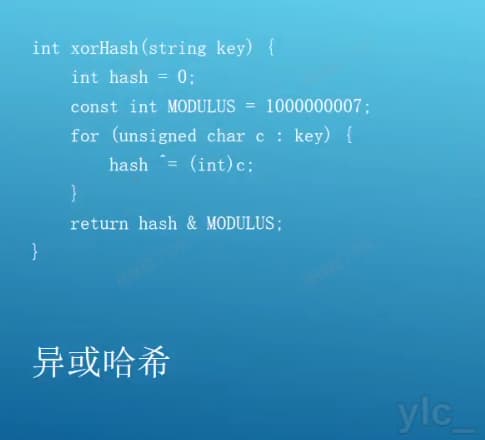 int xorHash(string key) {
    int hash = 0;
    const int MODULUS = 1000000007;
    for (unsigned char c : key) {
        hash ^= (int)c;
    }
    return hash & MODULUS;
}
异或哈希
ylc_